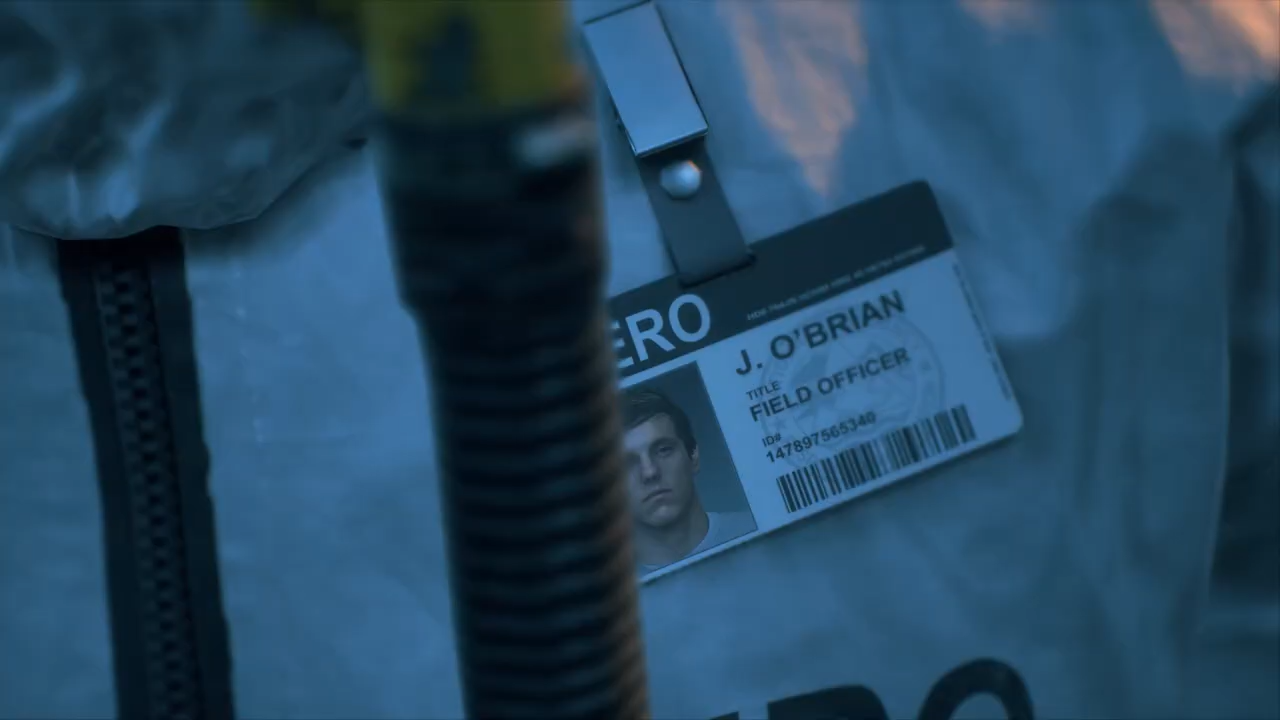 ERO
J. O'BRIAN
TITLE
FIELD OFFICER
ID#
147897565340